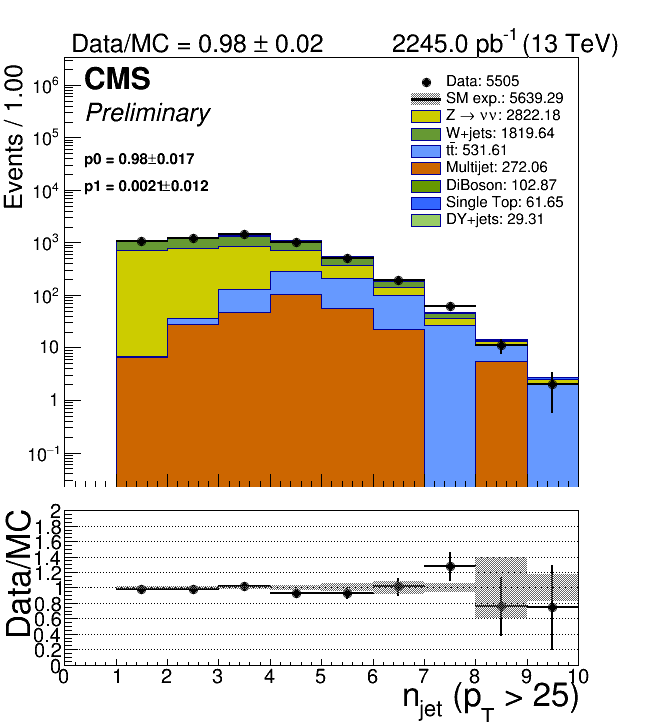 Data/MC = 0.98 ± 0.02 2245.0 pb⁻¹ (13 TeV)
CMS
Preliminary
p0 = 0.98±0.017
p1 = 0.0021±0.012
Data: 5505
SM exp.: 5639.29
Z → νν: 2822.18
W+jets: 1819.64
tt̄: 531.61
Multijet: 272.06
DiBoson: 102.87
Single Top: 61.65
DY+jets: 29.31
Events / 1.00
10⁶
10⁵
10⁴
10³
10²
10
1
10⁻¹
Data/MC
2
1.8
1.6
1.4
1.2
1
0.8
0.6
0.4
0.2
0
0 1 2 3 4 5 6 7 8 9 10
n_jet (p_T > 25)